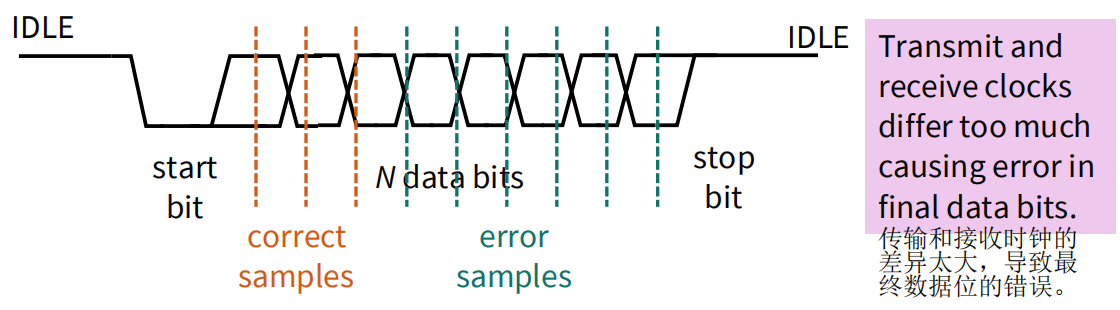 IDLE
IDLE
start
bit
N data bits
stop
bit
correct
samples
error
samples
Transmit and
receive clocks
differ too much
causing error in
final data bits.
传输和接收时钟的
差异太大，导致最
终数据位的错误。